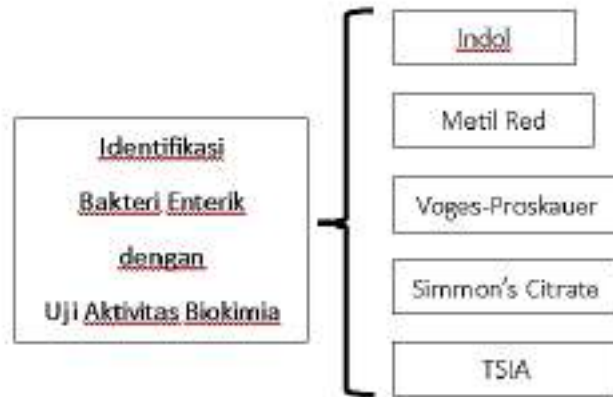 Identifikasi
Bakteri Enterik
dengan
Uji Aktivitas Biokimia
Indol
Metil Red
Voges-Proskauer
Simmon's Citrate
TSIA